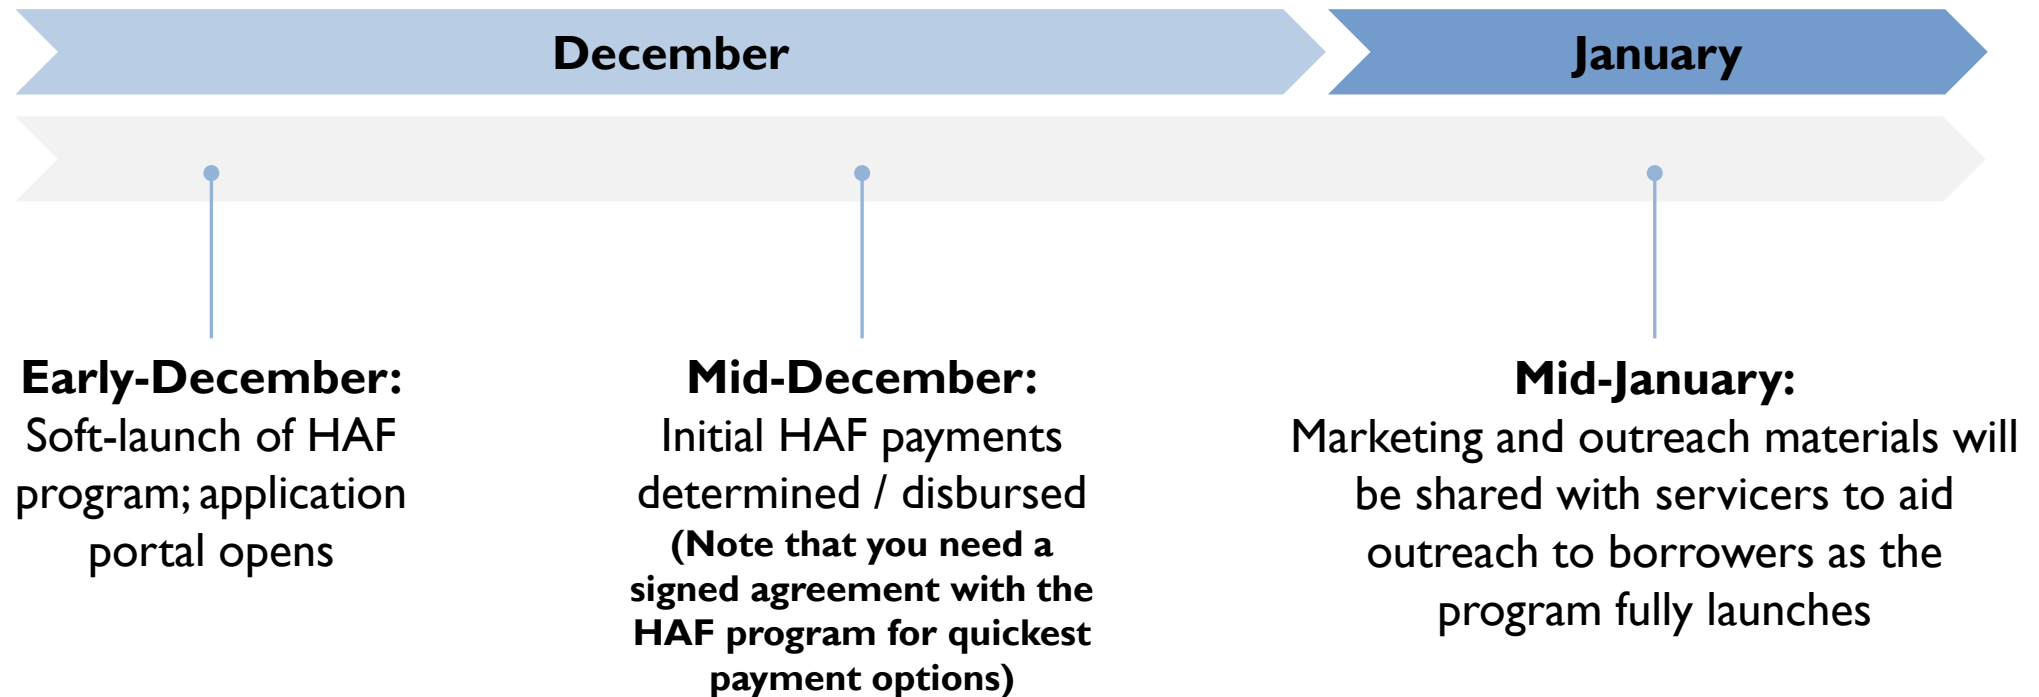 December
January
Early-December:
Soft-launch of HAF
program; application
portal opens
Mid-December:
Initial HAF payments
determined / disbursed
(Note that you need a
signed agreement with the
HAF program for quickest
payment options)
Mid-January:
Marketing and outreach materials will
be shared with servicers to aid
outreach to borrowers as the
program fully launches